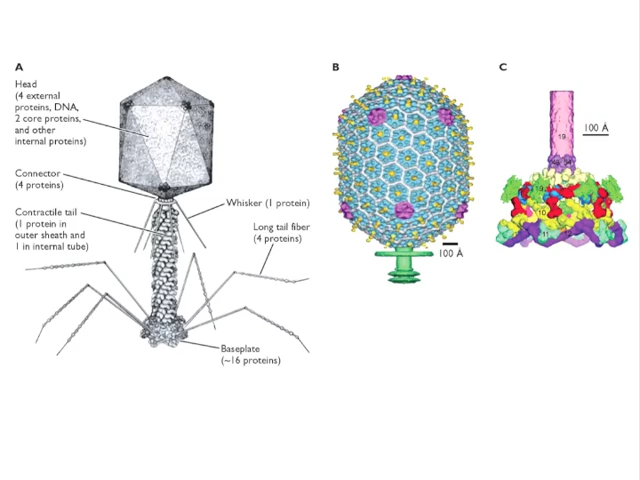 A
Head
(4 external
proteins, DNA,
2 core proteins,
and other
internal proteins)
Connector
(4 proteins)
Contractile tail
(1 protein in
outer sheath and
1 in internal tube)
Whisker (1 protein)
Long tail fiber
(4 proteins)
Baseplate
(~16 proteins)
B
100 Å
C
19
100 Å
10
11